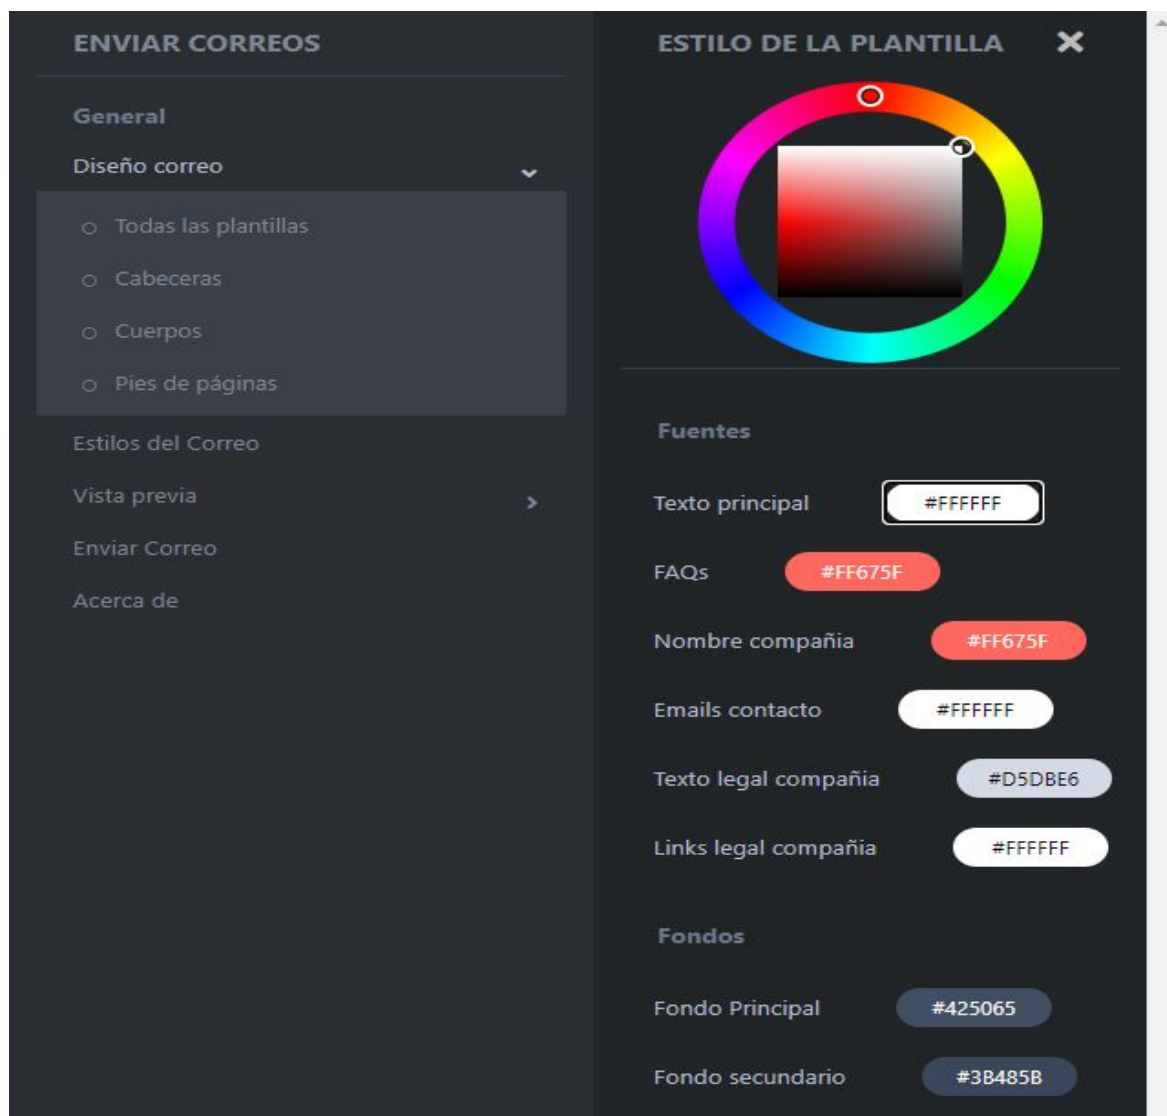 ENVIAR CORREOS
General
Diseño correo
Todas las plantillas
Cabeceras
Cuerpos
Pies de páginas
Estilos del Correo
Vista previa
Enviar Correo
Acerca de
ESTILO DE LA PLANTILLA
Fuentes
Texto principal #FFFFFF
FAQs #FF675F
Nombre compañia #FF675F
Emails contacto #FFFFFF
Texto legal compañia #D5DBE6
Links legal compañia #FFFFFF
Fondos
Fondo Principal #425065
Fondo secundario #3B485B